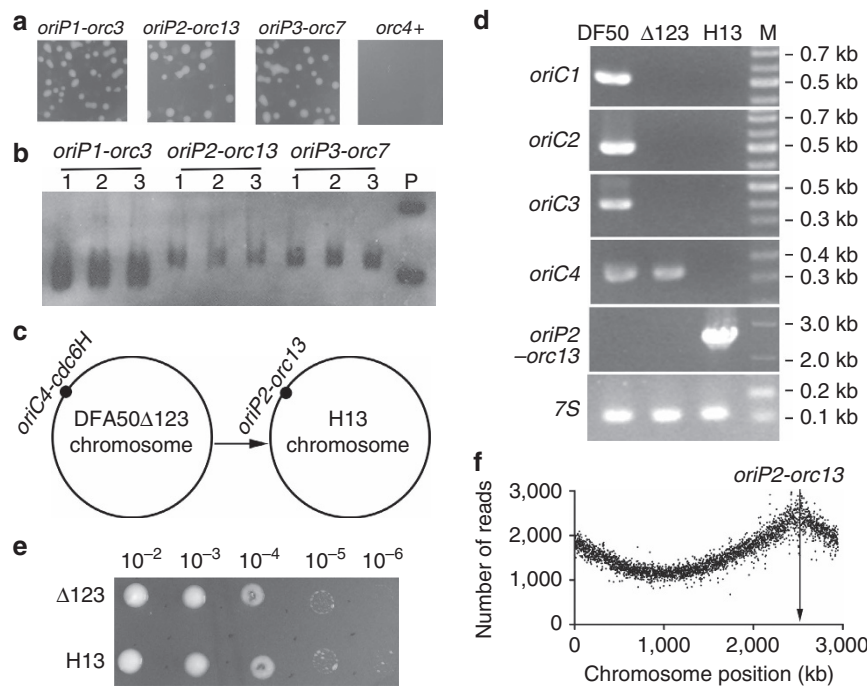 a
oriP1-orc3 oriP2-orc13 oriP3-orc7 orc4+
b
oriP1-orc3 oriP2-orc13 oriP3-orc7
1 2 3 1 2 3 1 2 3 P
c
oriC4-cdc6H
DFA50Δ123
chromosome
oriP2-orc13
H13
chromosome
d
DF50 Δ123 H13 M
oriC1
0.7 kb
0.5 kb
oriC2
0.7 kb
0.5 kb
oriC3
0.5 kb
0.3 kb
oriC4
0.4 kb
0.3 kb
oriP2
–orc13
3.0 kb
2.0 kb
7S
0.2 kb
0.1 kb
e
10⁻² 10⁻³ 10⁻⁴ 10⁻⁵ 10⁻⁶
Δ123
H13
f
oriP2-orc13
Number of reads
3,000
2,000
1,000
0
0 1,000 2,000 3,000
Chromosome position (kb)